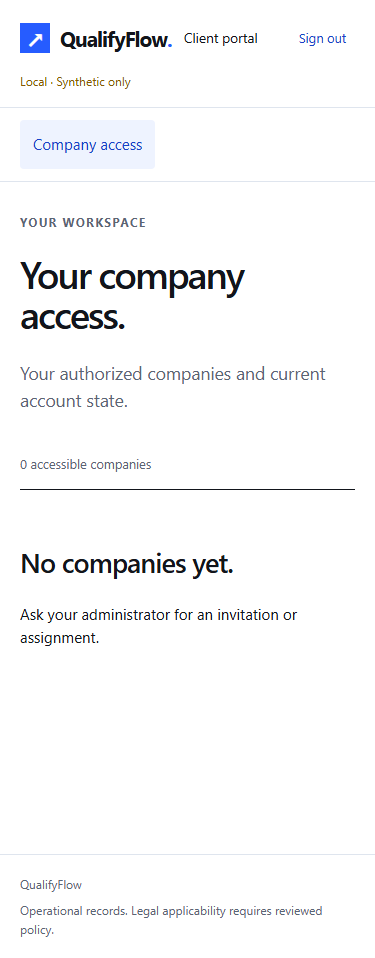 QualifyFlow. Client portal Sign out
Local · Synthetic only
Company access
YOUR WORKSPACE
Your company
access.
Your authorized companies and current
account state.
0 accessible companies
No companies yet.
Ask your administrator for an invitation or
assignment.
QualifyFlow
Operational records. Legal applicability requires reviewed
policy.